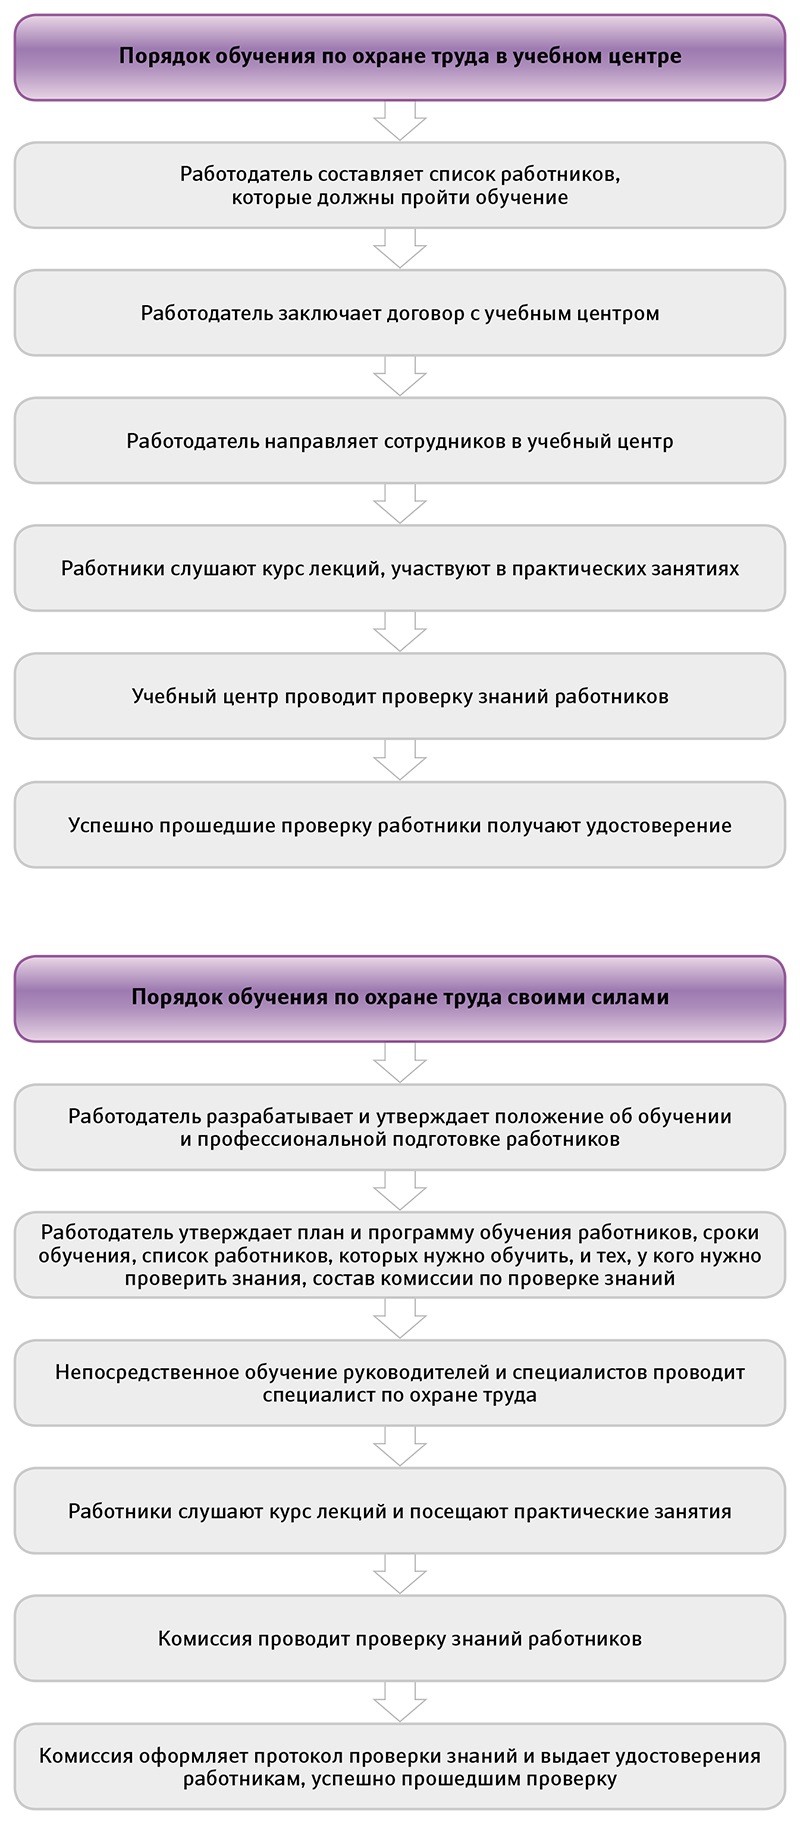 Порядок обучения по охране труда в учебном центре
Работодатель составляет список работников,
которые должны пройти обучение
Работодатель заключает договор с учебным центром
Работодатель направляет сотрудников в учебный центр
Работники слушают курс лекций, участвуют в практических занятиях
Учебный центр проводит проверку знаний работников
Успешно прошедшие проверку работники получают удостоверение
Порядок обучения по охране труда своими силами
Работодатель разрабатывает и утверждает положение об обучении
и профессиональной подготовке работников
Работодатель утверждает план и программу обучения работников, сроки
обучения, список работников, которых нужно обучить, и тех, у кого нужно
проверить знания, состав комиссии по проверке знаний
Непосредственное обучение руководителей и специалистов проводит
специалист по охране труда
Работники слушают курс лекций и посещают практические занятия
Комиссия проводит проверку знаний работников
Комиссия оформляет протокол проверки знаний и выдает удостоверения
работникам, успешно прошедшим проверку